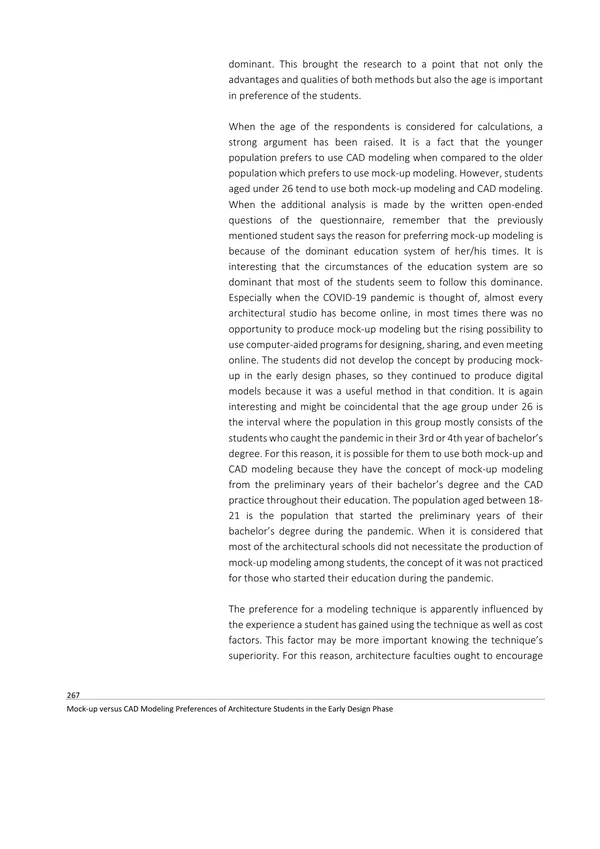 dominant. This brought the research to a point that not only the
advantages and qualities of both methods but also the age is important
in preference of the students.
When the age of the respondents is considered for calculations, a
strong argument has been raised. It is a fact that the younger
population prefers to use CAD modeling when compared to the older
population which prefers to use mock-up modeling. However, students
aged under 26 tend to use both mock-up modeling and CAD modeling.
When the additional analysis is made by the written open-ended
questions of the questionnaire, remember that the previously
mentioned student says the reason for preferring mock-up modeling is
because of the dominant education system of her/his times. It is
interesting that the circumstances of the education system are so
dominant that most of the students seem to follow this dominance.
Especially when the COVID-19 pandemic is thought of, almost every
architectural studio has become online, in most times there was no
opportunity to produce mock-up modeling but the rising possibility to
use computer-aided programs for designing, sharing, and even meeting
online. The students did not develop the concept by producing mock-
up in the early design phases, so they continued to produce digital
models because it was a useful method in that condition. It is again
interesting and might be coincidental that the age group under 26 is
the interval where the population in this group mostly consists of the
students who caught the pandemic in their 3rd or 4th year of bachelor's
degree. For this reason, it is possible for them to use both mock-up and
CAD modeling because they have the concept of mock-up modeling
from the preliminary years of their bachelor's degree and the CAD
practice throughout their education. The population aged between 18-
21 is the population that started the preliminary years of their
bachelor's degree during the pandemic. When it is considered that
most of the architectural schools did not necessitate the production of
mock-up modeling among students, the concept of it was not practiced
for those who started their education during the pandemic.
The preference for a modeling technique is apparently influenced by
the experience a student has gained using the technique as well as cost
factors. This factor may be more important knowing the technique's
superiority. For this reason, architecture faculties ought to encourage
267
Mock-up versus CAD Modeling Preferences of Architecture Students in the Early Design Phase